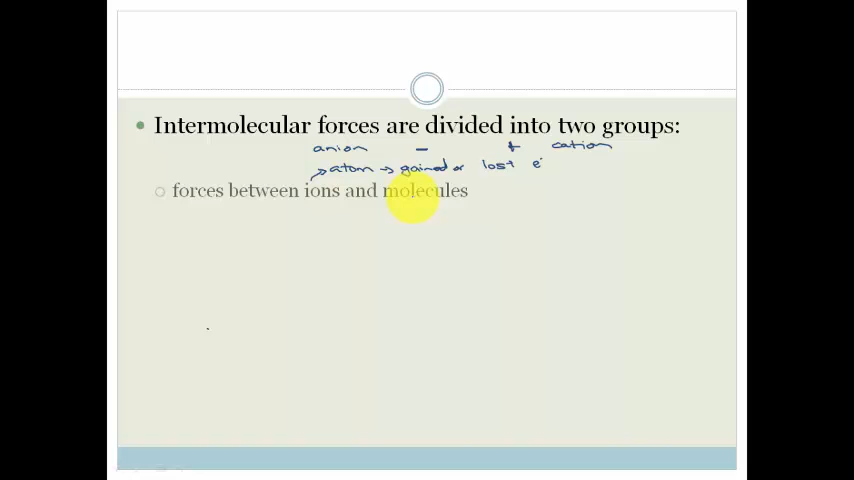 Intermolecular forces are divided into two groups:
anion - + cation
atom → gained or lost e⁻
forces between ions and molecules